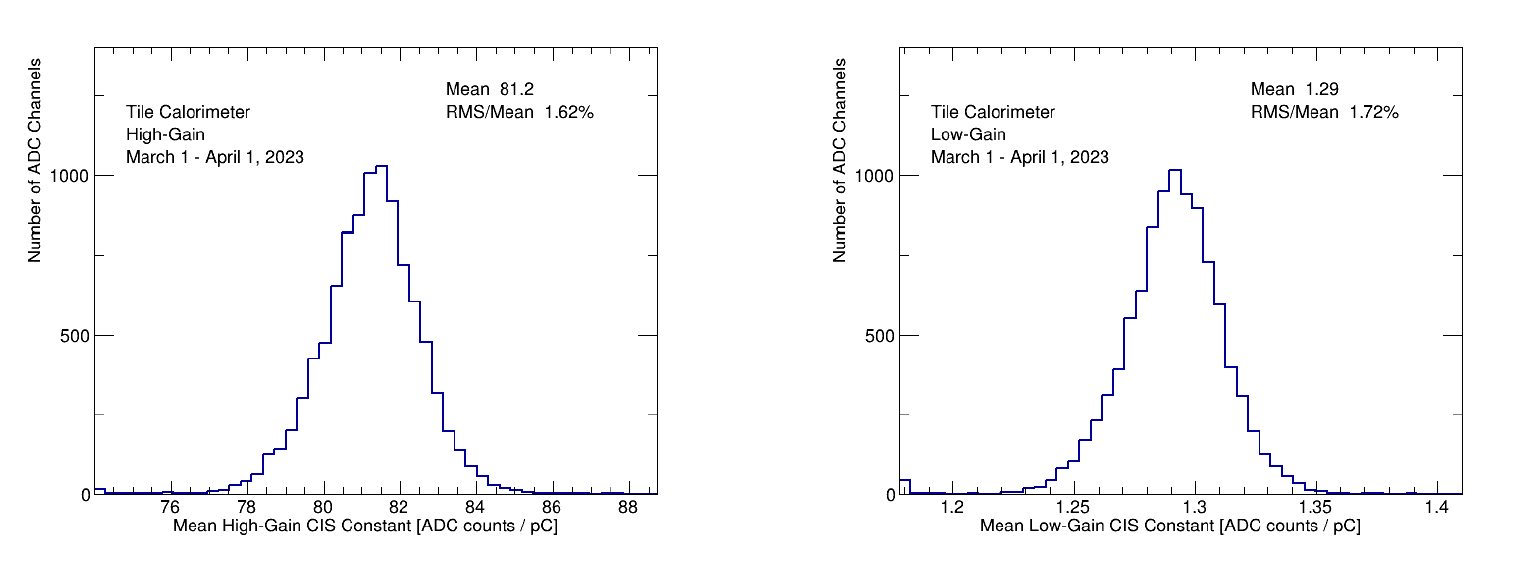 Number of ADC Channels
Mean 81.2
RMS/Mean 1.62%
Tile Calorimeter
High-Gain
March 1 - April 1, 2023
1000
500
0
76 78 80 82 84 86 88
Mean High-Gain CIS Constant [ADC counts / pC]
Number of ADC Channels
Mean 1.29
RMS/Mean 1.72%
Tile Calorimeter
Low-Gain
March 1 - April 1, 2023
1000
500
0
1.2 1.25 1.3 1.35 1.4
Mean Low-Gain CIS Constant [ADC counts / pC]